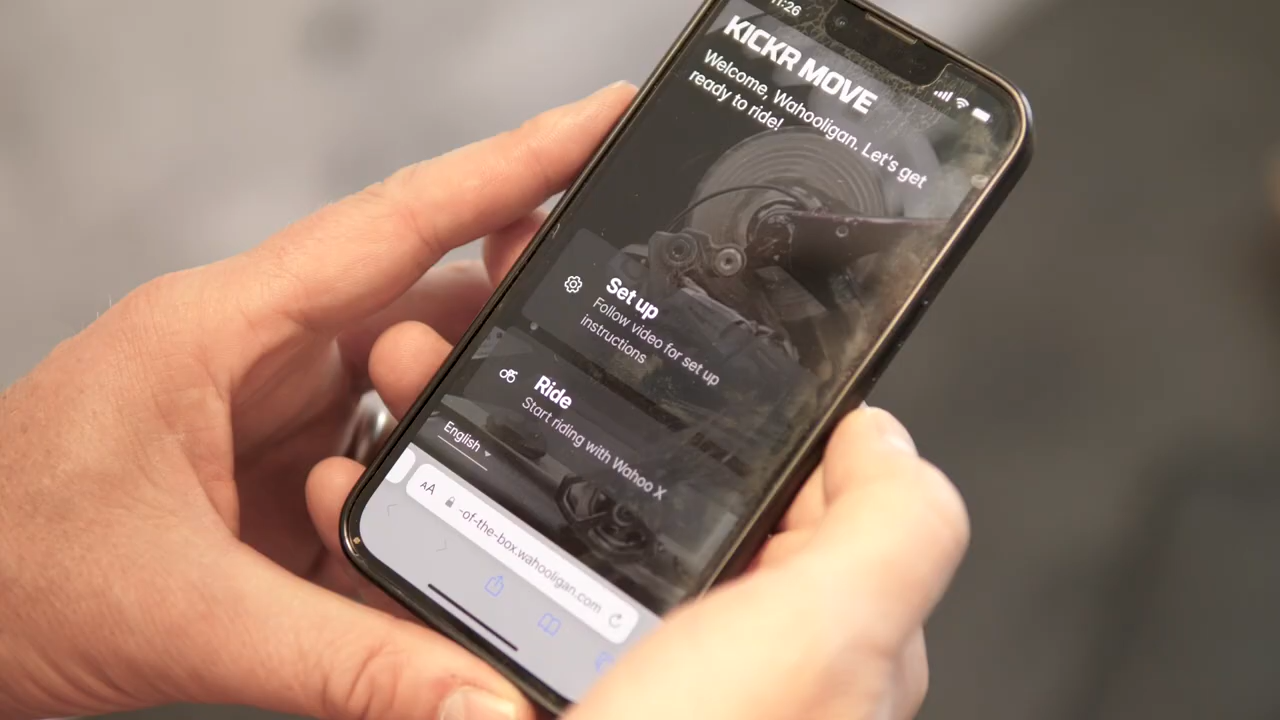 KICKR MOVE
Welcome, Wahooligan. Let's get
ready to ride!
Set up
Follow video for set up
instructions
Ride
Start riding with Wahoo X
English
AA
-of-the-box.wahooligan.com